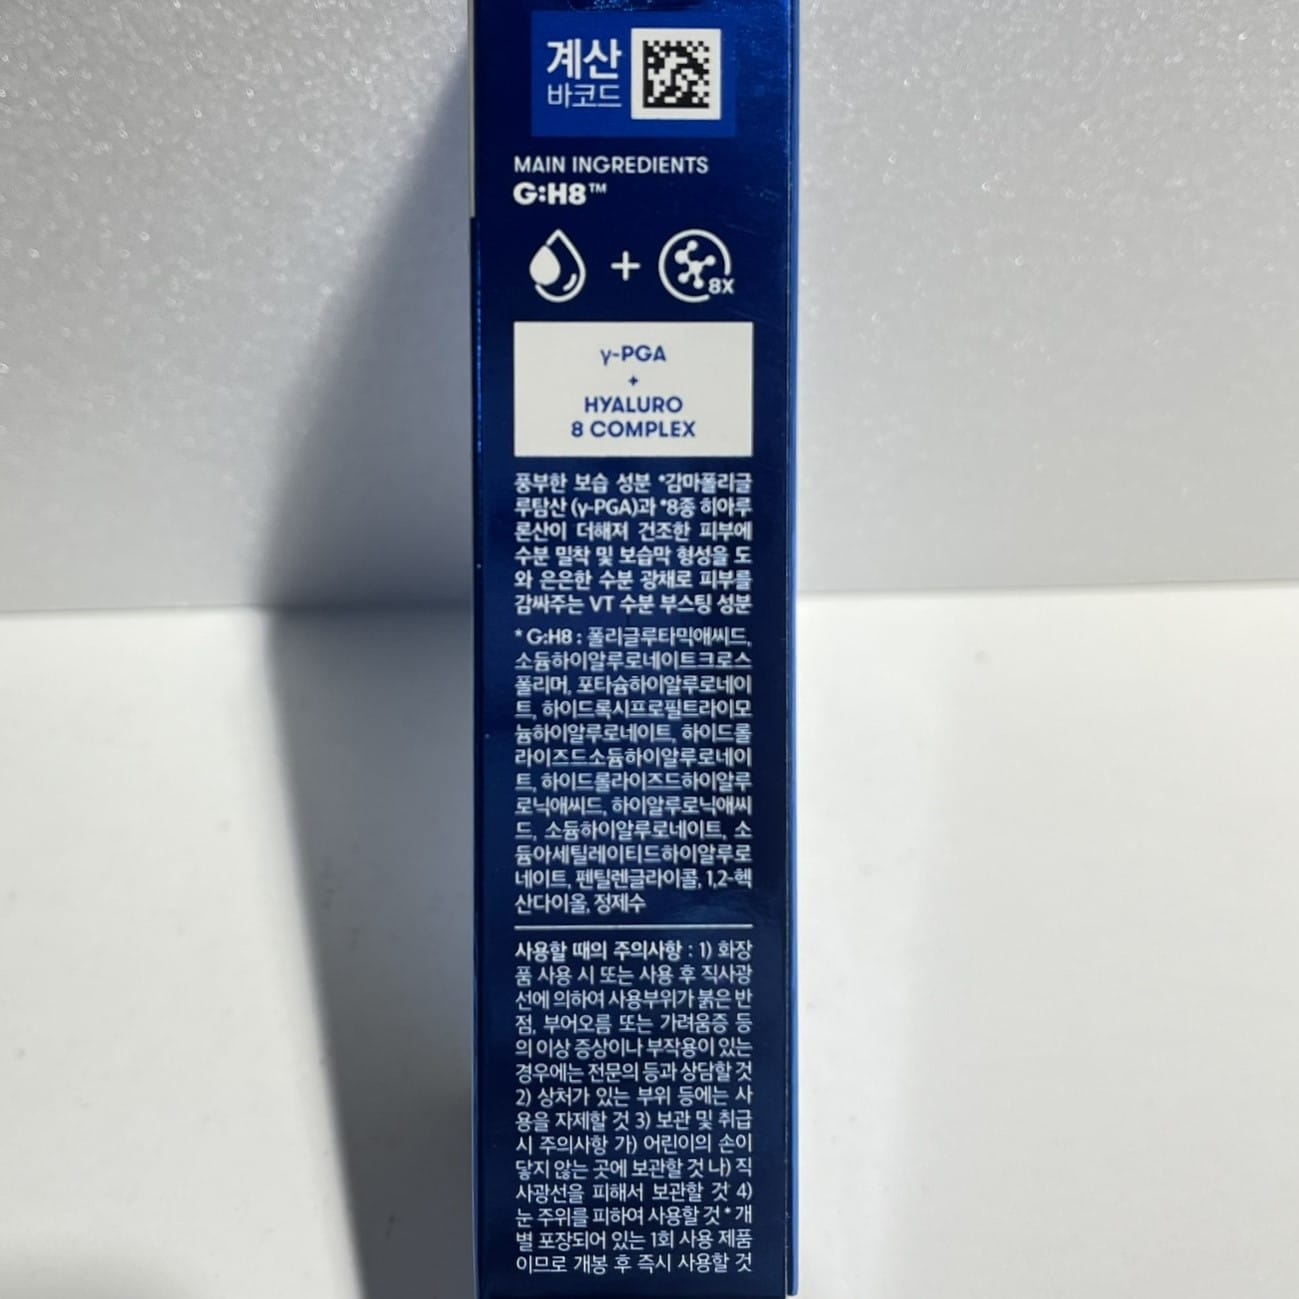 계산
바코드
MAIN INGREDIENTS
G:H8™
+
8X
γ-PGA
+
HYALURO
8 COMPLEX
풍부한 보습 성분 *감마폴리글
루탐산 (γ-PGA)과 *8종 히아루
론산이 더해져 건조한 피부에
수분 밀착 및 보습막 형성을 도
와 은은한 수분 광채로 피부를
감싸주는 VT 수분 부스팅 성분
* G:H8 : 폴리글루타믹애씨드,
소듐하이알루로네이트크로스
폴리머, 포타슘하이알루로네이
트, 하이드록시프로필트라이모
늄하이알루로네이트, 하이드롤
라이즈드소듐하이알루로네이
트, 하이드롤라이즈드하이알루
로닉애씨드, 하이알루로닉애씨
드, 소듐하이알루로네이트, 소
듐아세틸레이티드하이알루로
네이트, 펜틸렌글라이콜, 1,2-헥
산다이올, 정제수
사용할 때의 주의사항 : 1) 화장
품 사용 시 또는 사용 후 직사광
선에 의하여 사용부위가 붉은 반
점, 부어오름 또는 가려움증 등
의 이상 증상이나 부작용이 있는
경우에는 전문의 등과 상담할 것
2) 상처가 있는 부위 등에는 사
용을 자제할 것 3) 보관 및 취급
시 주의사항 가) 어린이의 손이
닿지 않는 곳에 보관할 것 나) 직
사광선을 피해서 보관할 것 4)
눈 주위를 피하여 사용할 것 * 개
별 포장되어 있는 1회 사용 제품
이므로 개봉 후 즉시 사용할 것